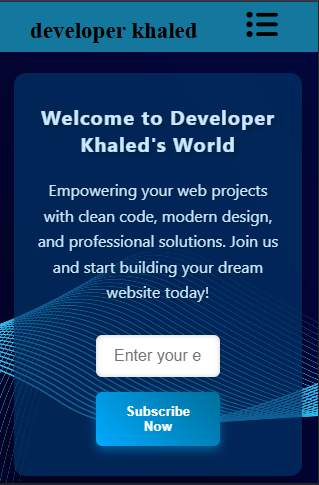 developer khaled
Welcome to Developer
Khaled's World
Empowering your web projects
with clean code, modern design,
and professional solutions. Join us
and start building your dream
website today!
Enter your e
Subscribe
Now